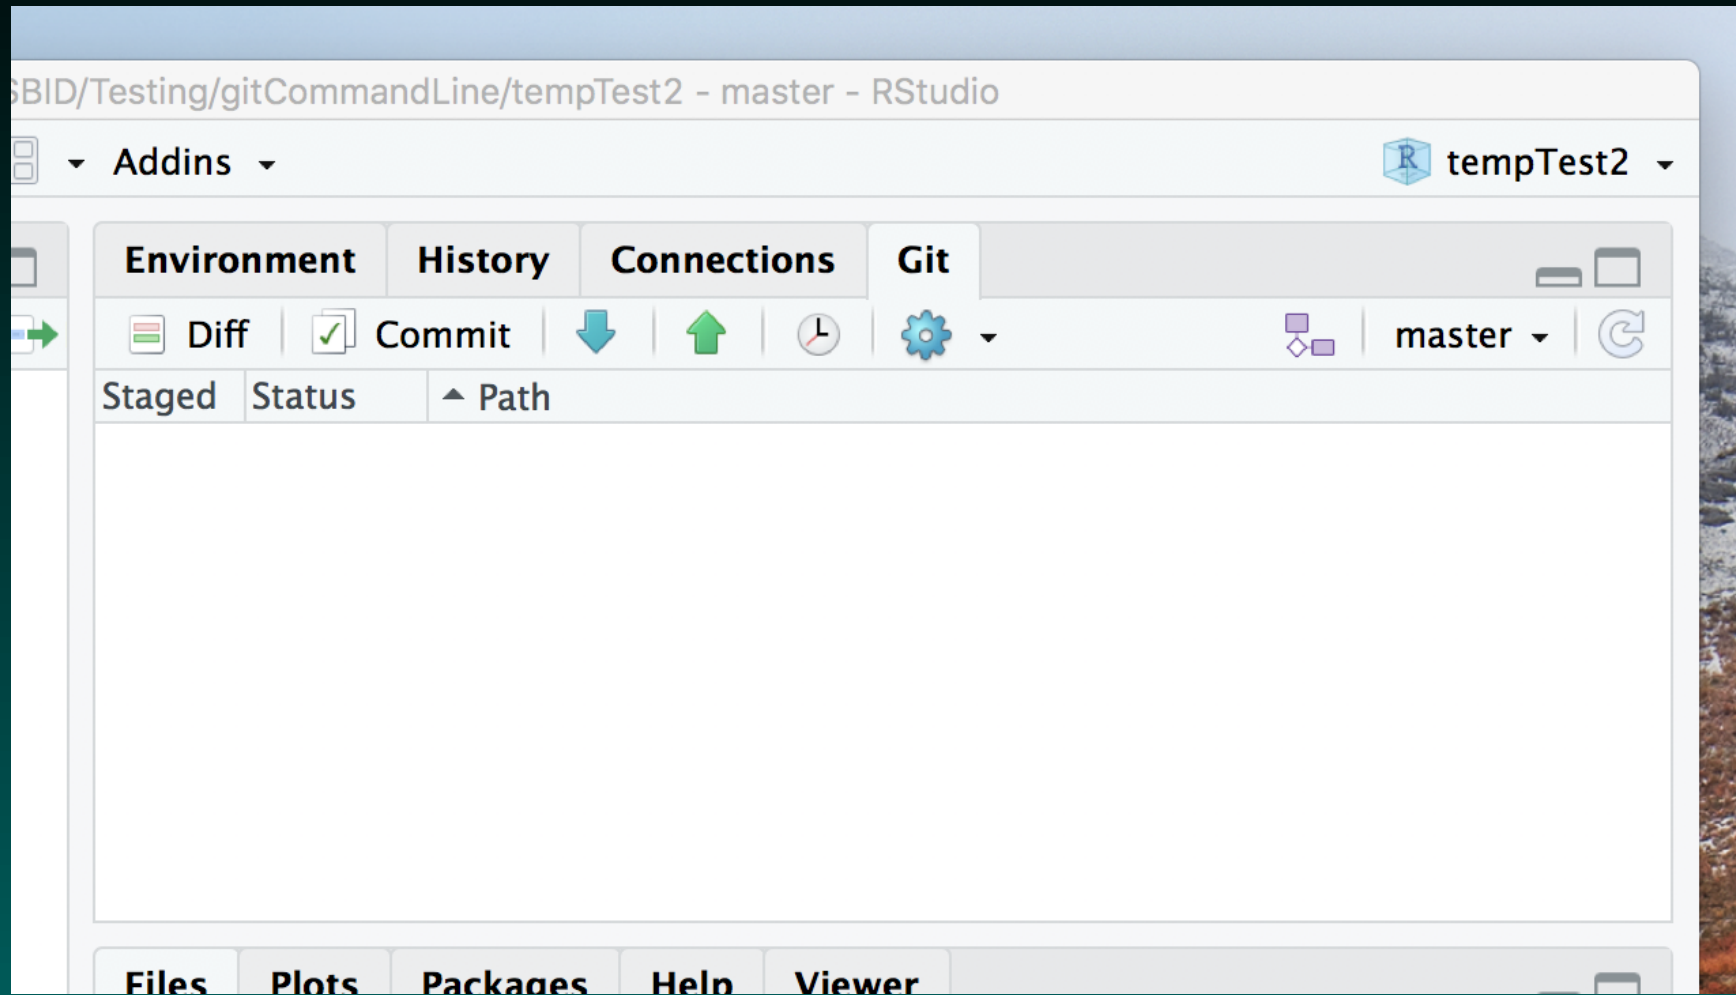 SBID/Testing/gitCommandLine/tempTest2 - master - RStudio
Addins
R tempTest2
Environment History Connections Git
Diff Commit master
Staged Status Path
Files Plots Packages Help Viewer